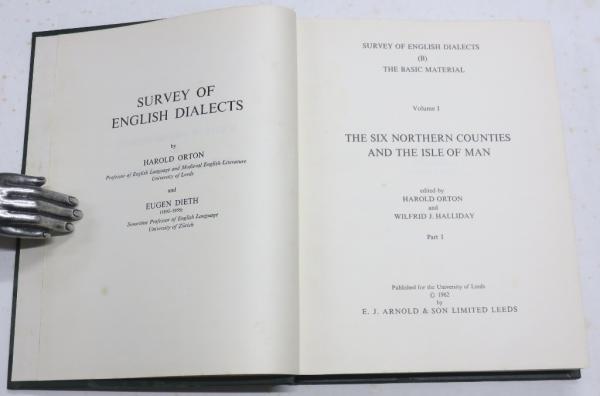 SURVEY OF
ENGLISH DIALECTS
by
HAROLD ORTON
Professor of English Language and Medieval English Literature
University of Leeds
and
EUGEN DIETH
(1893-1956)
Sometime Professor of English Language
University of Zürich
SURVEY OF ENGLISH DIALECTS
(B)
THE BASIC MATERIAL
Volume I
THE SIX NORTHERN COUNTIES
AND THE ISLE OF MAN
edited by
HAROLD ORTON
and
WILFRID J. HALLIDAY
Part I
Published for the University of Leeds
© 1962
by
E. J. ARNOLD & SON LIMITED LEEDS